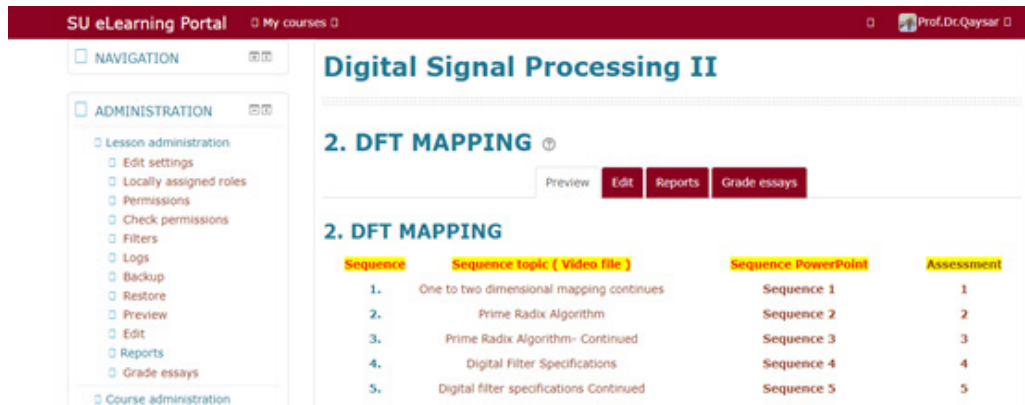 SU eLearning Portal My courses Prof.Dr.Qaysar
NAVIGATION
ADMINISTRATION
Lesson administration
Edit settings
Locally assigned roles
Permissions
Check permissions
Filters
Logs
Backup
Restore
Preview
Edit
Reports
Grade essays
Course administration
Digital Signal Processing II
2. DFT MAPPING
Preview Edit Reports Grade essays
2. DFT MAPPING
Sequence Sequence topic ( Video file ) Sequence PowerPoint Assessment
1. One to two dimensional mapping continues Sequence 1 1
2. Prime Radix Algorithm Sequence 2 2
3. Prime Radix Algorithm- Continued Sequence 3 3
4. Digital Filter Specifications Sequence 4 4
5. Digital filter specifications Continued Sequence 5 5